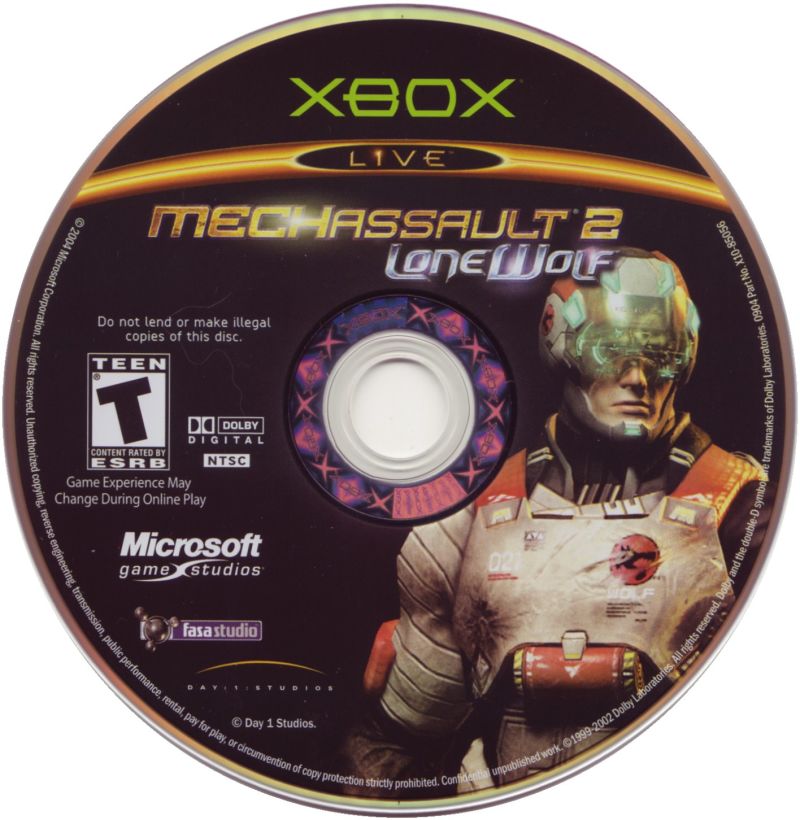 XBOX
LIVE™
MECHASSAULT® 2
LONEWOLF
Do not lend or make illegal
copies of this disc.
TEEN
T
®
CONTENT RATED BY
ESRB
DOLBY
DIGITAL
NTSC
Game Experience May
Change During Online Play
Microsoft
game studios
fasa studio
DAY 1 STUDIOS
© Day 1 Studios.
021
WOLF
XBOX
© 2004 Microsoft Corporation. All rights reserved. Unauthorized copying, reverse engineering, transmission, public performance, rental, pay for play, or circumvention of copy protection strictly prohibited. Confidential unpublished work. ©1999-2002 Dolby Laboratories. All rights reserved. Dolby and the double-D symbol are trademarks of Dolby Laboratories. 0904 Part No. X10-85056